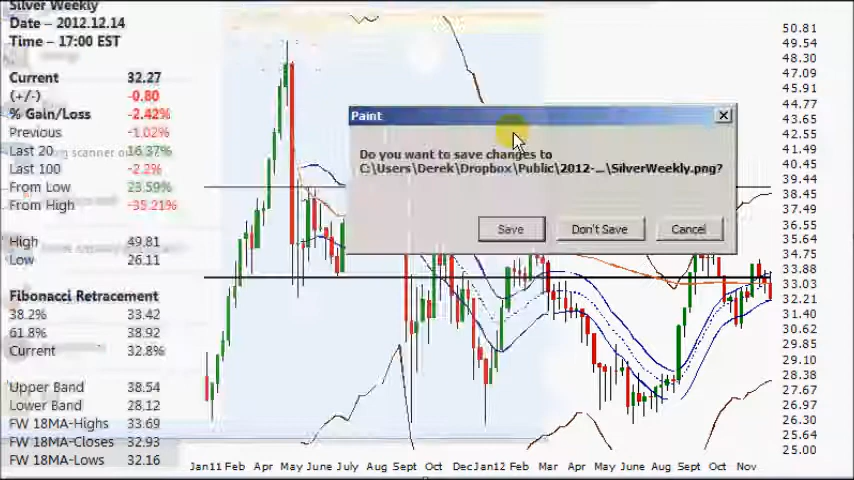 Silver Weekly
Date – 2012.12.14
Time – 17:00 EST
Current 32.27
(+/-) -0.80
% Gain/Loss -2.42%
Previous -1.02%
Last 20 16.37%
Last 100 -2.2%
From Low 23.59%
From High -35.21%
High 49.81
Low 26.11
Fibonacci Retracement
38.2% 33.42
61.8% 38.92
Current 32.8%
Upper Band 38.54
Lower Band 28.12
FW 18MA-Highs 33.69
FW 18MA-Closes 32.93
FW 18MA-Lows 32.16
Paint
Do you want to save changes to
C:\Users\Derek\Dropbox\Public\2012-...\SilverWeekly.png?
Save Don't Save Cancel
50.81
49.54
48.30
47.09
45.91
44.77
43.65
42.55
41.49
40.45
39.44
38.45
37.49
36.55
35.64
34.75
33.88
33.03
32.21
31.40
30.62
29.85
29.10
28.38
27.67
26.97
26.30
25.64
25.00
Jan11 Feb Apr May June July Aug Sept Oct Dec Jan12 Feb Mar Apr May June Aug Sept Oct Nov